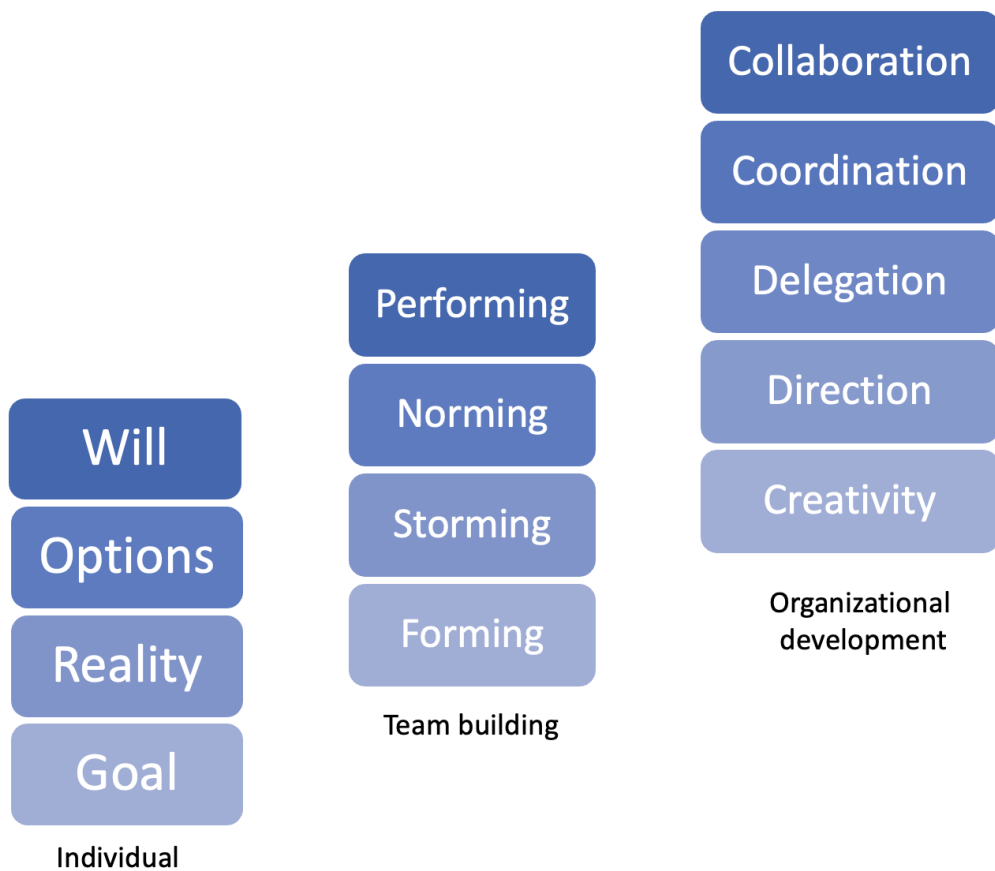 Will
Options
Reality
Goal
Individual
Performing
Norming
Storming
Forming
Team building
Collaboration
Coordination
Delegation
Direction
Creativity
Organizational
development